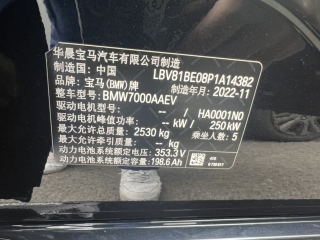 华晨宝马汽车有限公司制造
制造国：中国 LBV81BE08P1A14382
品牌：宝马(BMW)牌 制造年月：2022-11
整车型号：BMW7000AAEV
驱动电机型号： -- / HA0001N0
驱动电机峰值功率： -- kW / 250 kW
最大允许总质量： 2530 kg 乘坐人数：5
最大允许牵引质量： -- kg
动力电池系统额定电压：353.3V
动力电池系统额定容量：198.6Ah